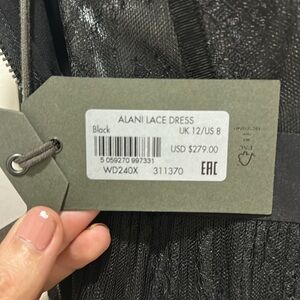 ALANI LACE DRESS
Black UK 12/US 8
USD $279.00
5 059270 997331
WD240X 311370 EAC